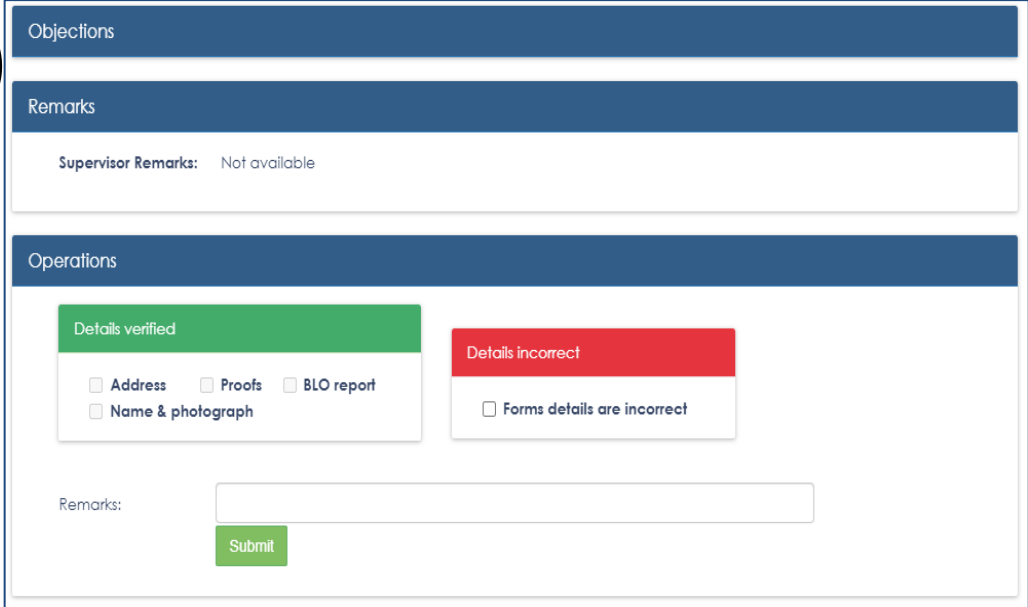 Objections
Remarks
Supervisor Remarks: Not available
Operations
Details verified
Address Proofs BLO report
Name & photograph
Details incorrect
Forms details are incorrect
Remarks:
Submit